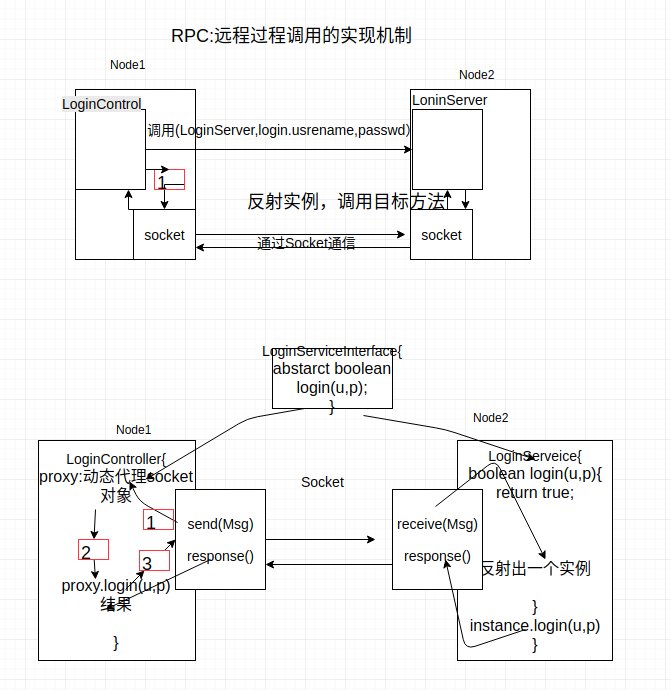 RPC:远程过程调用的实现机制
Node1
Node2
LoginControl
LoninServer
调用(LoginServer,login.usrename,passwd)
1
反射实例，调用目标方法
socket
socket
通过Socket通信
LoginServiceInterface{
abstarct boolean
login(u,p);
}
Node1
Node2
LoginController{
proxy:动态代理socket
对象
LoginServeice{
boolean login(u,p){
return true;
Socket
1
send(Msg)
receive(Msg)
2
3
response()
response()
反射出一个实例
proxy.login(u,p)
结果
}
instance.login(u,p)
}
}